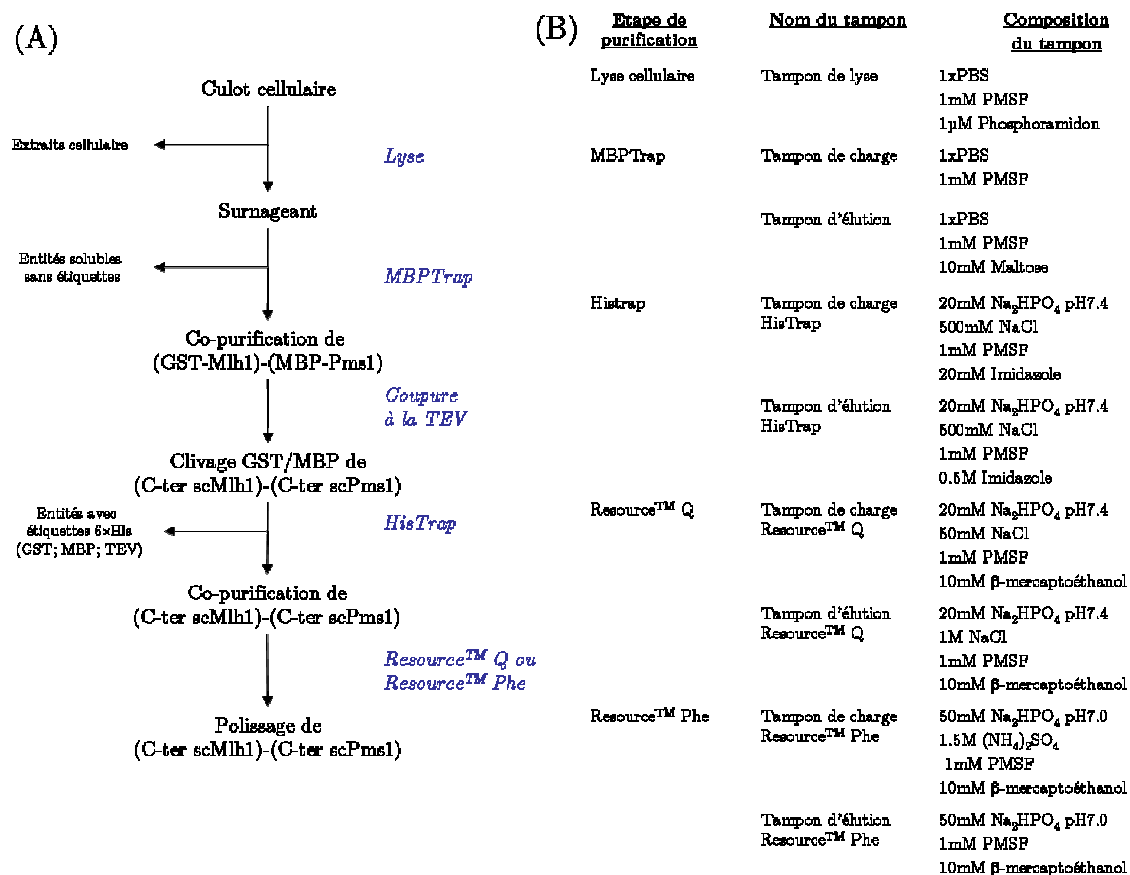 (A)
Culot cellulaire
Extraits cellulaire
Lyse
Surnageant
Entités solubles
sans étiquettes
MBPTrap
Co-purification de
(GST-Mlh1)-(MBP-Pms1)
Coupure
à la TEV
Clivage GST/MBP de
(C-ter scMlh1)-(C-ter scPms1)
Entités avec
étiquettes 6×His
(GST; MBP; TEV)
HisTrap
Co-purification de
(C-ter scMlh1)-(C-ter scPms1)
Resource™ Q ou
Resource™ Phe
Polissage de
(C-ter scMlh1)-(C-ter scPms1)
(B)
Etape de
purification
Nom du tampon
Composition
du tampon
Lyse cellulaire
Tampon de lyse
1xPBS
1mM PMSF
1µM Phosphoramidon
MBPTrap
Tampon de charge
1xPBS
1mM PMSF
Tampon d'élution
1xPBS
1mM PMSF
10mM Maltose
Histrap
Tampon de charge
HisTrap
20mM Na₂HPO₄ pH7.4
500mM NaCl
1mM PMSF
20mM Imidazole
Tampon d'élution
HisTrap
20mM Na₂HPO₄ pH7.4
500mM NaCl
1mM PMSF
0.5M Imidazole
Resource™ Q
Tampon de charge
Resource™ Q
20mM Na₂HPO₄ pH7.4
50mM NaCl
1mM PMSF
10mM β-mercaptoéthanol
Tampon d'élution
Resource™ Q
20mM Na₂HPO₄ pH7.4
1M NaCl
1mM PMSF
10mM β-mercaptoéthanol
Resource™ Phe
Tampon de charge
Resource™ Phe
50mM Na₂HPO₄ pH7.0
1.5M (NH₄)₂SO₄
1mM PMSF
10mM β-mercaptoéthanol
Tampon d'élution
Resource™ Phe
50mM Na₂HPO₄ pH7.0
1mM PMSF
10mM β-mercaptoéthanol